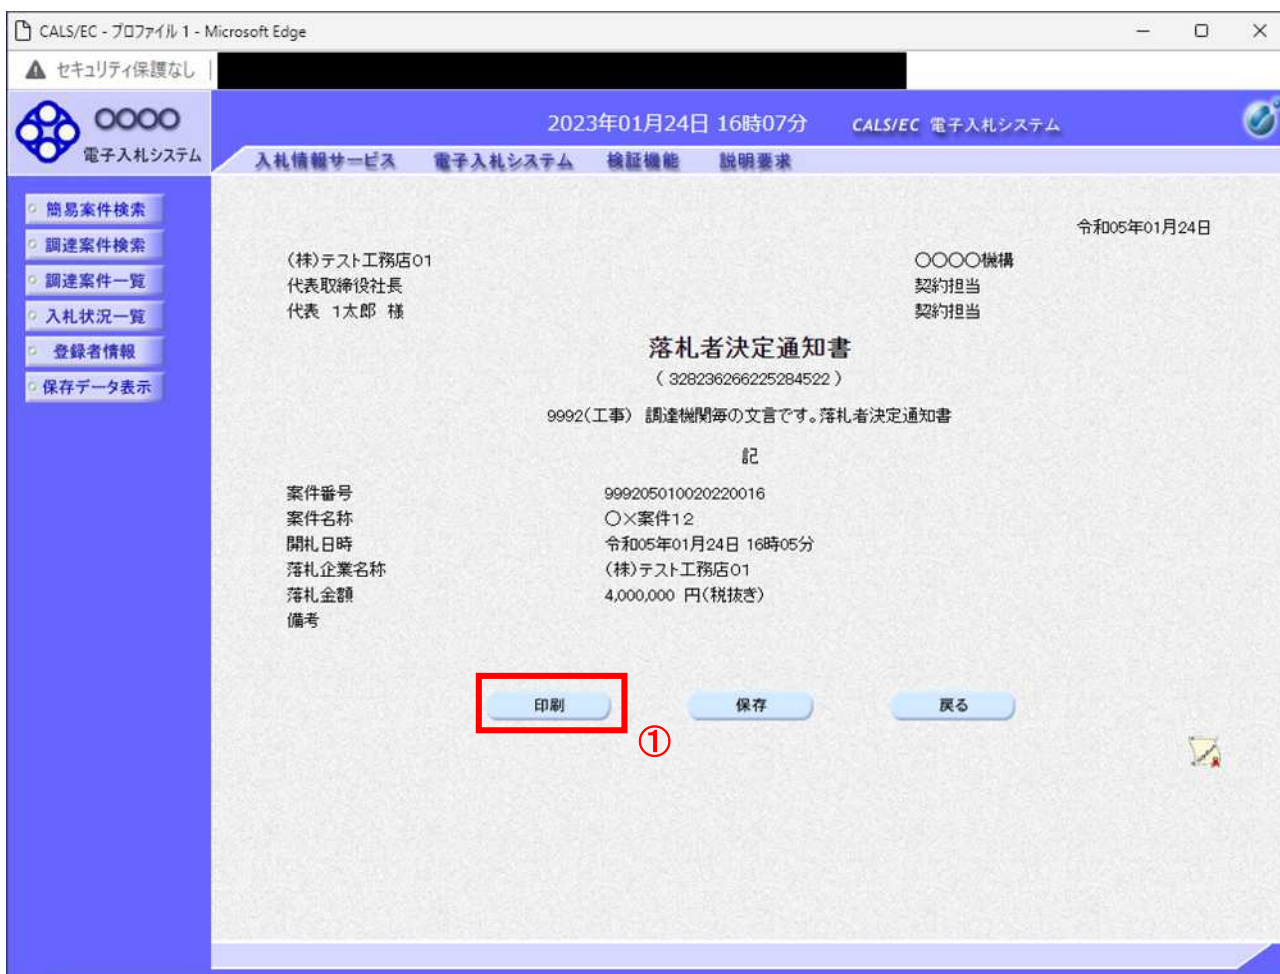 CALS/EC - プロファイル 1 - Microsoft Edge
セキュリティ保護なし
〇〇〇〇
電子入札システム
2023年01月24日 16時07分 CALS/EC 電子入札システム
入札情報サービス 電子入札システム 検証機能 説明要求
簡易案件検索
調達案件検索
調達案件一覧
入札状況一覧
登録者情報
保存データ表示
令和05年01月24日
(株)テスト工務店01
代表取締役社長
代表 1太郎 様
〇〇〇〇機構
契約担当
契約担当
落札者決定通知書
( 328236266225284522 )
9992(工事) 調達機関毎の文言です。落札者決定通知書
記
案件番号 999205010020220016
案件名称 〇×案件12
開札日時 令和05年01月24日 16時05分
落札企業名称 (株)テスト工務店01
落札金額 4,000,000 円(税抜き)
備考
印刷 保存 戻る
①